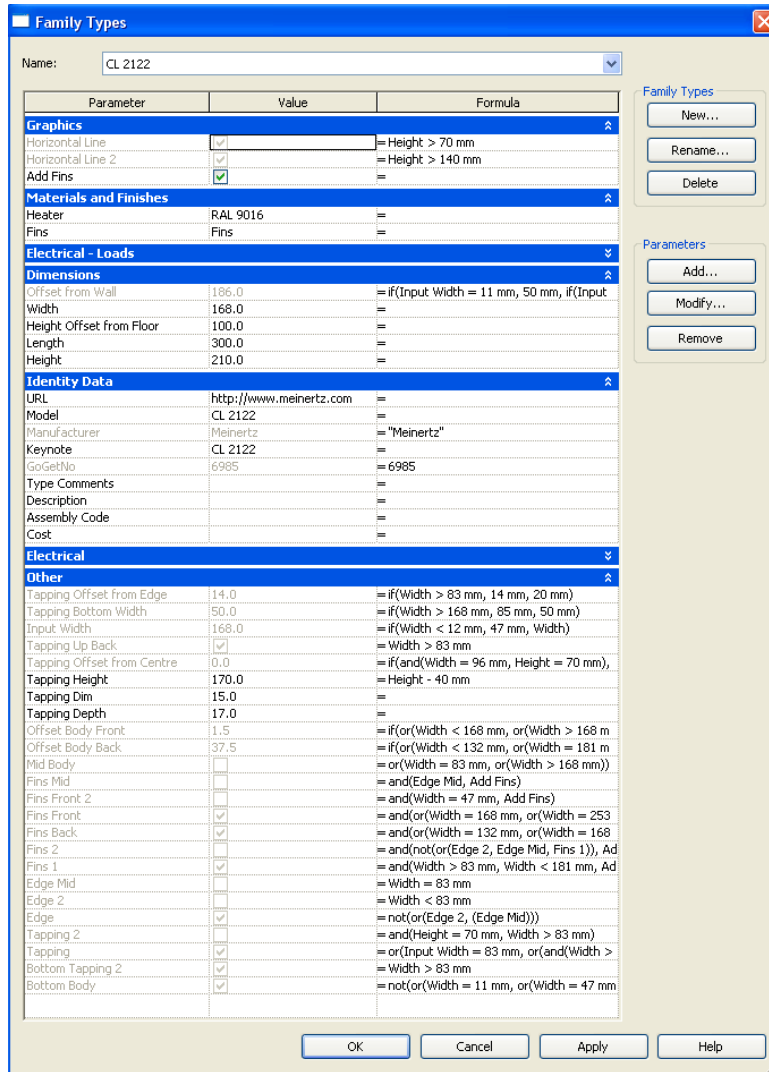 Family Types
Name: CL 2122
Parameter Value Formula
Graphics
Horizontal Line = Height > 70 mm
Horizontal Line 2 = Height > 140 mm
Add Fins =
Materials and Finishes
Heater RAL 9016 =
Fins Fins =
Electrical - Loads
Dimensions
Offset from Wall 186.0 = if(Input Width = 11 mm, 50 mm, if(Input
Width 168.0 =
Height Offset from Floor 100.0 =
Length 300.0 =
Height 210.0 =
Identity Data
URL http://www.meinertz.com =
Model CL 2122 =
Manufacturer Meinertz = "Meinertz"
Keynote CL 2122 =
GoGetNo 6985 = 6985
Type Comments =
Description =
Assembly Code =
Cost =
Electrical
Other
Tapping Offset from Edge 14.0 = if(Width > 83 mm, 14 mm, 20 mm)
Tapping Bottom Width 50.0 = if(Width > 168 mm, 85 mm, 50 mm)
Input Width 168.0 = if(Width < 12 mm, 47 mm, Width)
Tapping Up Back = Width > 83 mm
Tapping Offset from Centre 0.0 = if(and(Width = 96 mm, Height = 70 mm),
Tapping Height 170.0 = Height - 40 mm
Tapping Dim 15.0 =
Tapping Depth 17.0 =
Offset Body Front 1.5 = if(or(Width < 168 mm, or(Width > 168 m
Offset Body Back 37.5 = if(or(Width < 132 mm, or(Width = 181 m
Mid Body = or(Width = 83 mm, or(Width > 168 mm))
Fins Mid = and(Edge Mid, Add Fins)
Fins Front 2 = and(Width = 47 mm, Add Fins)
Fins Front = and(or(Width = 168 mm, or(Width = 253
Fins Back = and(or(Width = 132 mm, or(Width = 168
Fins 2 = and(not(or(Edge 2, Edge Mid, Fins 1)), Ad
Fins 1 = and(Width > 83 mm, Width < 181 mm, Ad
Edge Mid = Width = 83 mm
Edge 2 = Width < 83 mm
Edge = not(or(Edge 2, (Edge Mid)))
Tapping 2 = and(Height = 70 mm, Width > 83 mm)
Tapping = or(Input Width = 83 mm, or(and(Width >
Bottom Tapping 2 = Width > 83 mm
Bottom Body = not(or(Width = 11 mm, or(Width = 47 mm
Family Types
New...
Rename...
Delete
Parameters
Add...
Modify...
Remove
OK Cancel Apply Help